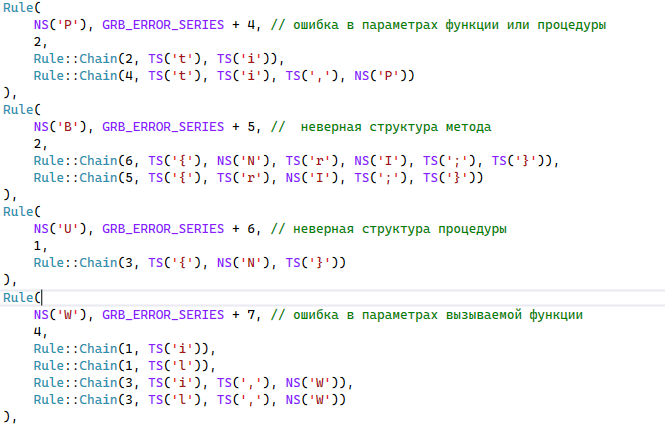 Rule(
    NS('P'), GRB_ERROR_SERIES + 4, // ошибка в параметрах функции или процедуры
    2,
    Rule::Chain(2, TS('t'), TS('i')),
    Rule::Chain(4, TS('t'), TS('i'), TS(','), NS('P'))
),
Rule(
    NS('B'), GRB_ERROR_SERIES + 5, //  неверная структура метода
    2,
    Rule::Chain(6, TS('{'), NS('N'), TS('r'), NS('I'), TS(';'), TS('}')),
    Rule::Chain(5, TS('{'), TS('r'), NS('I'), TS(';'), TS('}'))
),
Rule(
    NS('U'), GRB_ERROR_SERIES + 6, // неверная структура процедуры
    1,
    Rule::Chain(3, TS('{'), NS('N'), TS('}'))
),
Rule(
    NS('W'), GRB_ERROR_SERIES + 7, // ошибка в параметрах вызываемой функции
    4,
    Rule::Chain(1, TS('i')),
    Rule::Chain(1, TS('l')),
    Rule::Chain(3, TS('i'), TS(','), NS('W')),
    Rule::Chain(3, TS('l'), TS(','), NS('W'))
),